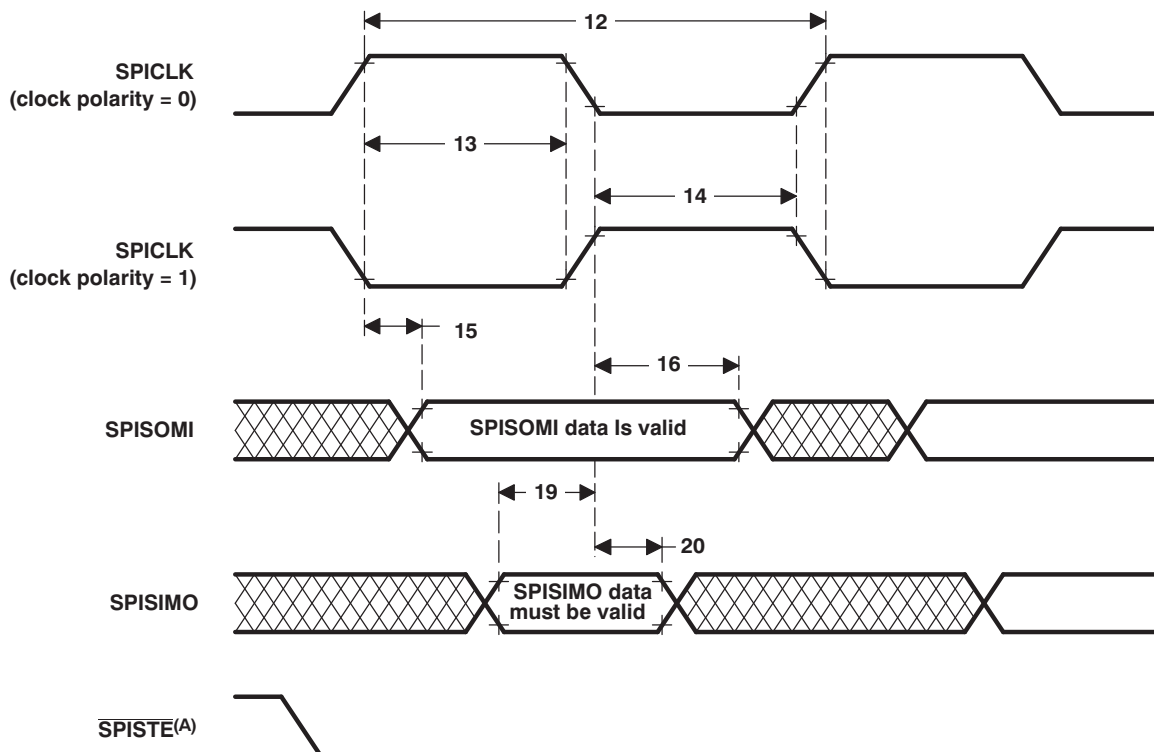 12
SPICLK
(clock polarity = 0)
13
14
SPICLK
(clock polarity = 1)
15
16
SPISOMI
SPISOMI data Is valid
19
20
SPISIMO
SPISIMO data
must be valid
SPISTE(A)